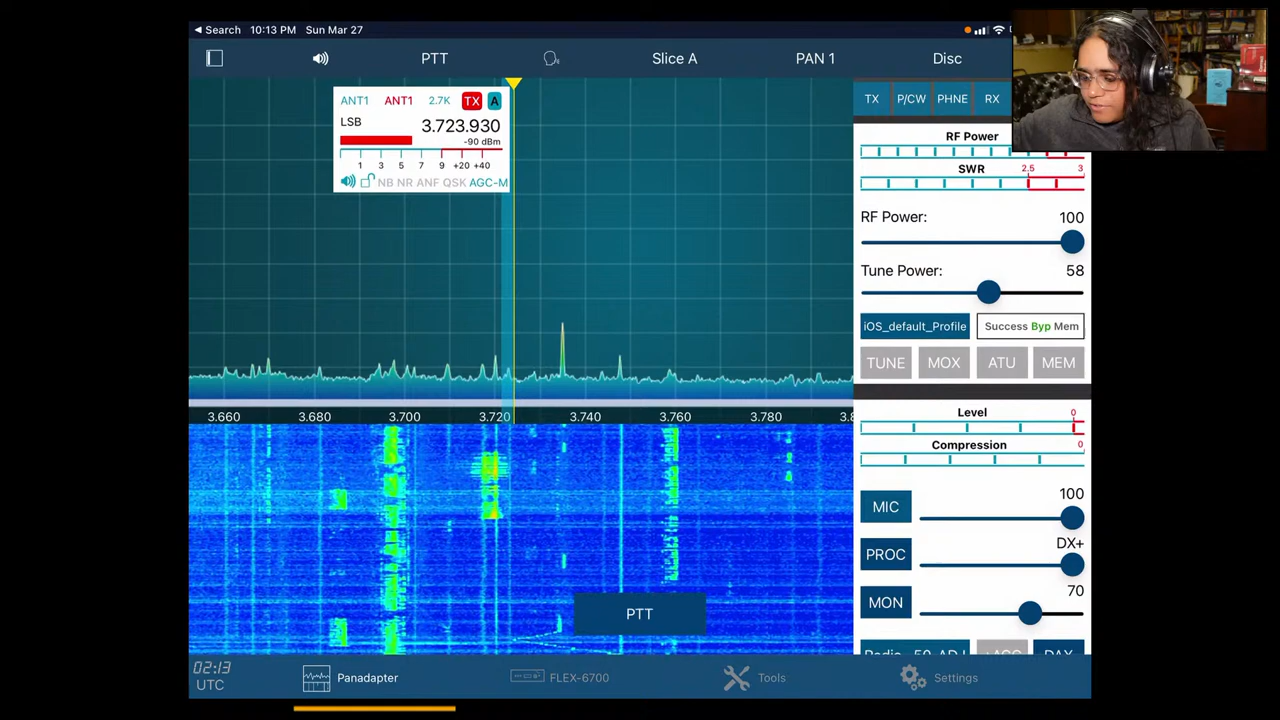 Search 10:13 PM Sun Mar 27
PTT Slice A PAN 1 Disc
ANT1 ANT1 2.7K TX A
LSB 3.723.930
-90 dBm
1 3 5 7 9 +20 +40
NB NR ANF QSK AGC-M
TX P/CW PHNE RX
RF Power
SWR 2.5 3
RF Power: 100
Tune Power: 58
iOS_default_Profile Success Byp Mem
TUNE MOX ATU MEM
3.660 3.680 3.700 3.720 3.740 3.760 3.780 3.8
Level 0
Compression 0
MIC 100
PROC DX+
MON 70
PTT
02:13
UTC
Panadapter FLEX-6700 Tools Settings